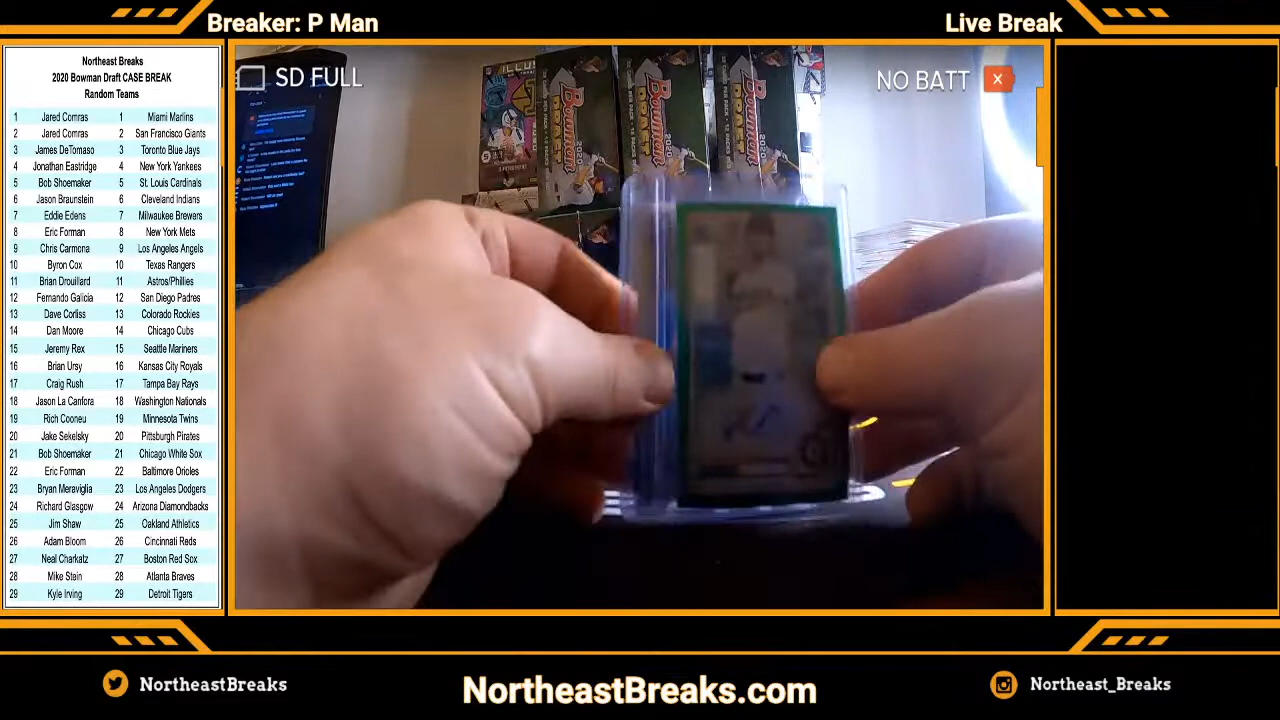 Breaker: P Man
Live Break
Northeast Breaks
2020 Bowman Draft CASE BREAK
Random Teams
1 Jared Comras 1 Miami Marlins
2 Jared Comras 2 San Francisco Giants
3 James DeTomaso 3 Toronto Blue Jays
4 Jonathan Eastridge 4 New York Yankees
5 Bob Shoemaker 5 St. Louis Cardinals
6 Jason Braunstein 6 Cleveland Indians
7 Eddie Edens 7 Milwaukee Brewers
8 Eric Forman 8 New York Mets
9 Chris Carmona 9 Los Angeles Angels
10 Byron Cox 10 Texas Rangers
11 Brian Drouillard 11 Astros/Phillies
12 Fernando Galicia 12 San Diego Padres
13 Dave Corliss 13 Colorado Rockies
14 Dan Moore 14 Chicago Cubs
15 Jeremy Rex 15 Seattle Mariners
16 Brian Ursy 16 Kansas City Royals
17 Craig Rush 17 Tampa Bay Rays
18 Jason La Canfora 18 Washington Nationals
19 Rich Cooneu 19 Minnesota Twins
20 Jake Sekelsky 20 Pittsburgh Pirates
21 Bob Shoemaker 21 Chicago White Sox
22 Eric Forman 22 Baltimore Orioles
23 Bryan Meraviglia 23 Los Angeles Dodgers
24 Richard Glasgow 24 Arizona Diamondbacks
25 Jim Shaw 25 Oakland Athletics
26 Adam Bloom 26 Cincinnati Reds
27 Neal Charkatz 27 Boston Red Sox
28 Mike Stein 28 Atlanta Braves
29 Kyle Irving 29 Detroit Tigers
SD FULL
NO BATT
ILLUS
Bowman
DRAFT
2020
Bowman
DRAFT
2020
Bowman
DRAFT
2020
NortheastBreaks
NortheastBreaks.com
Northeast_Breaks